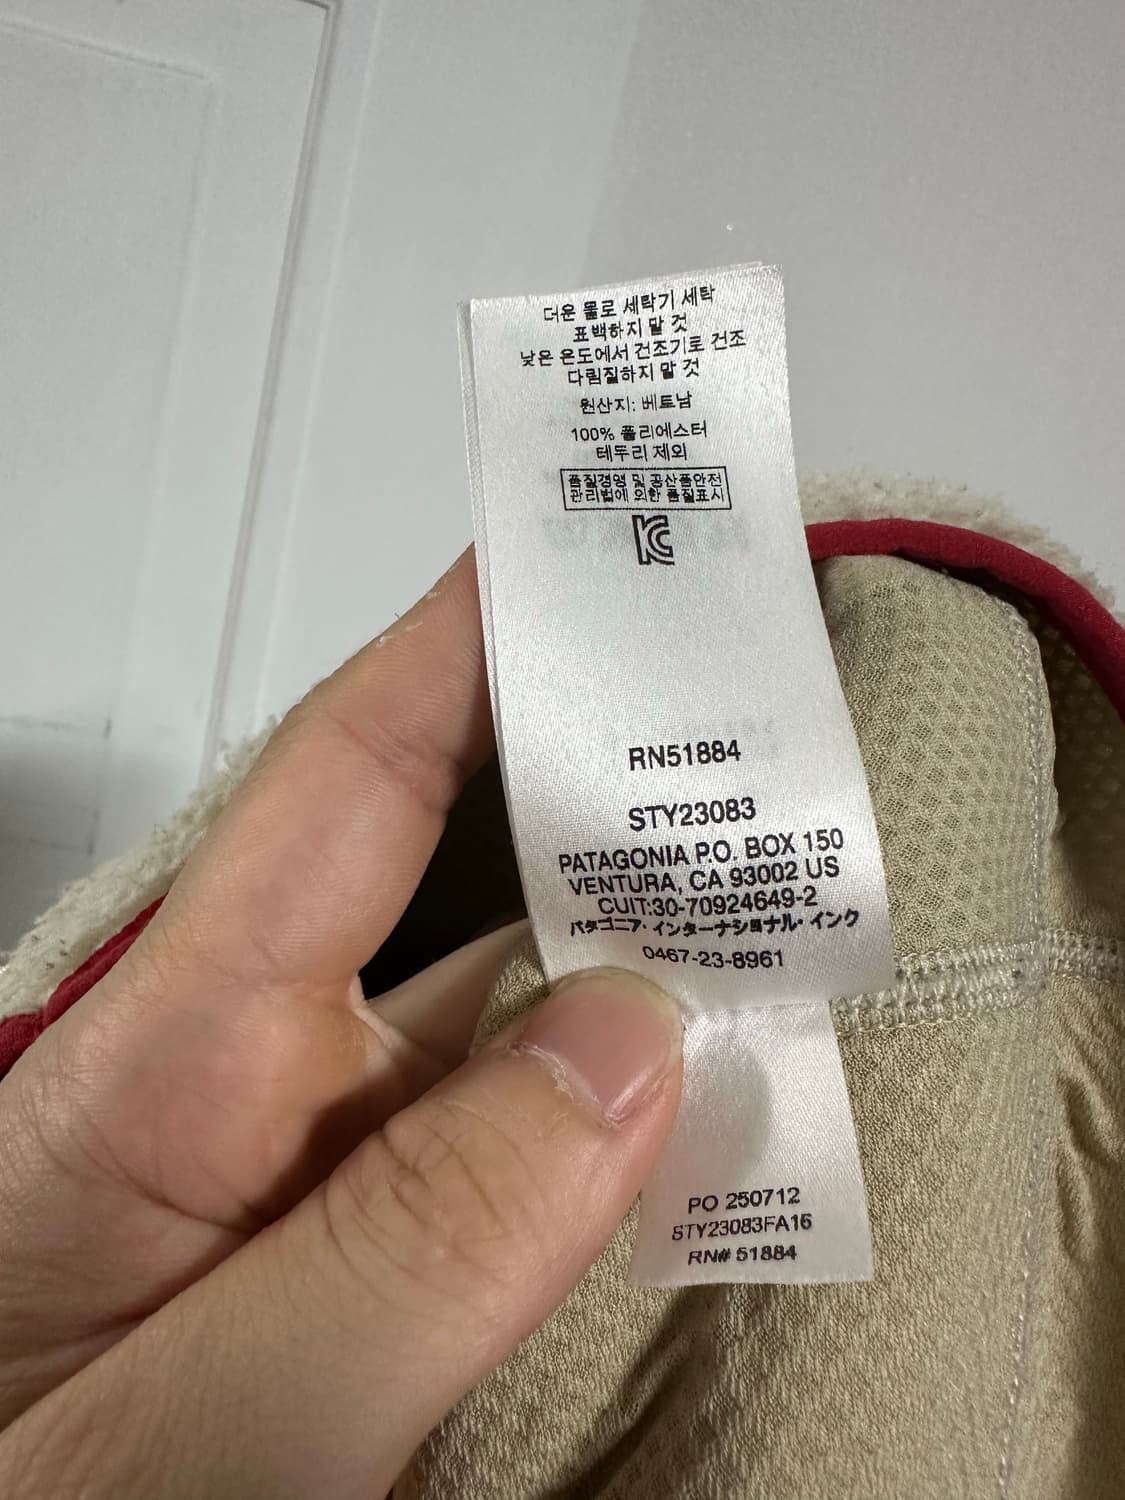 더운 물로 세탁기 세탁
표백하지 말 것
낮은 온도에서 건조기로 건조
다림질하지 말 것
원산지: 베트남
100% 폴리에스터
테두리 제외
품질경영 및 공산품안전
관리법에 의한 품질표시
KC
RN51884
STY23083
PATAGONIA P.O. BOX 150
VENTURA, CA 93002 US
CUIT:30-70924649-2
パタゴニア・インターナショナル・インク
0467-23-8961
PO 250712
STY23083FA16
RN# 51884